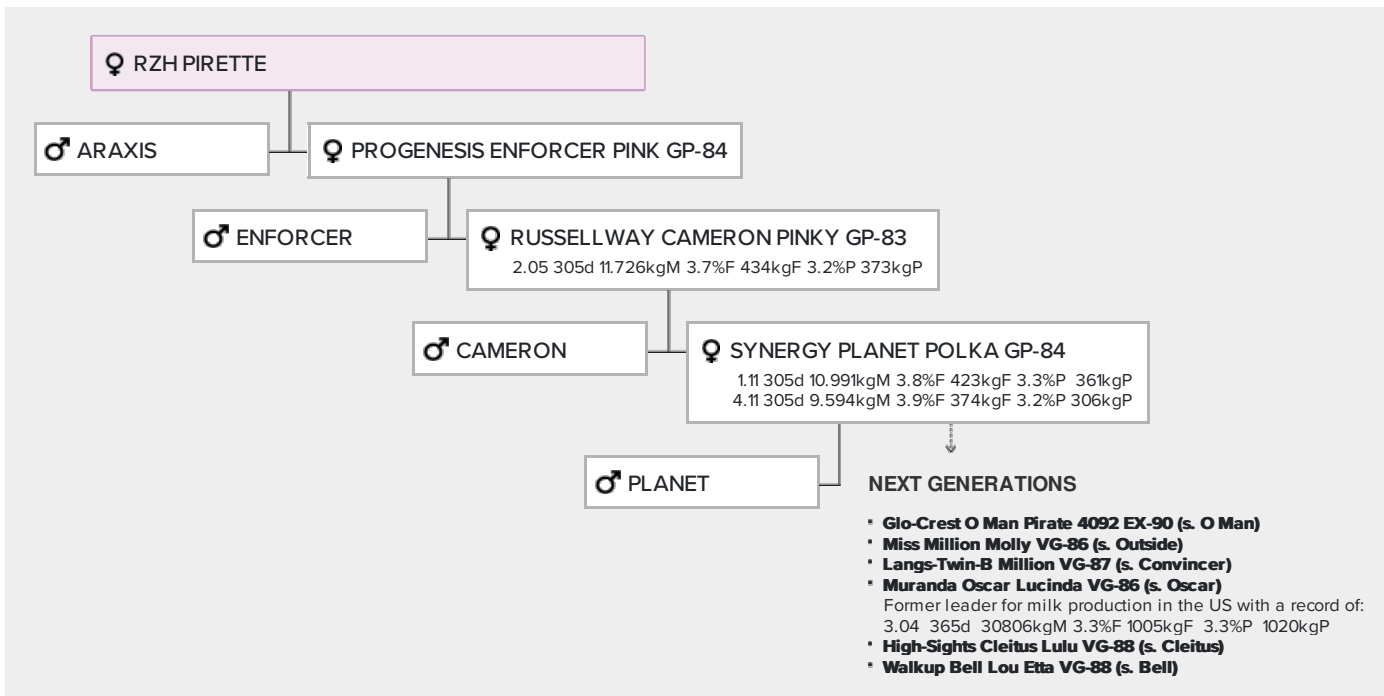 ♀ RZH PIRETTE
♂ ARAXIS
♀ PROGENESIS ENFORCER PINK GP-84
♂ ENFORCER
♀ RUSSELLWAY CAMERON PINKY GP-83
2.05 305d 11.726kgM 3.7%F 434kgF 3.2%P 373kgP
♂ CAMERON
♀ SYNERGY PLANET POLKA GP-84
1.11 305d 10.991kgM 3.8%F 423kgF 3.3%P 361kgP
4.11 305d 9.594kgM 3.9%F 374kgF 3.2%P 306kgP
♂ PLANET
NEXT GENERATIONS
• Glo-Crest O Man Pirate 4092 EX-90 (s. O Man)
• Miss Million Molly VG-86 (s. Outside)
• Langs-Twin-B Million VG-87 (s. Convincer)
• Muranda Oscar Lucinda VG-86 (s. Oscar)
Former leader for milk production in the US with a record of:
3.04 365d 30806kgM 3.3%F 1005kgF 3.3%P 1020kgP
• High-Sights Cleitus Lulu VG-88 (s. Cleitus)
• Walkup Bell Lou Etta VG-88 (s. Bell)